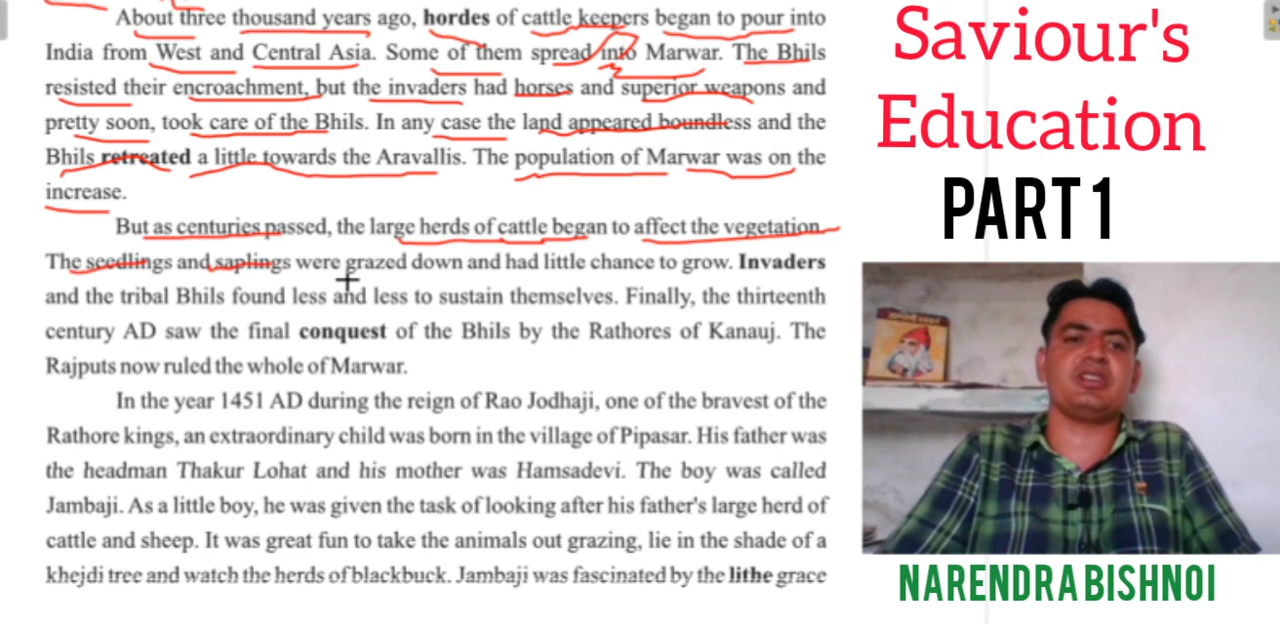 About three thousand years ago, hordes of cattle keepers began to pour into
India from West and Central Asia. Some of them spread into Marwar. The Bhils
resisted their encroachment, but the invaders had horses and superior weapons and
pretty soon, took care of the Bhils. In any case the land appeared boundless and the
Bhils retreated a little towards the Aravallis. The population of Marwar was on the
increase.
But as centuries passed, the large herds of cattle began to affect the vegetation.
The seedlings and saplings were grazed down and had little chance to grow. Invaders
and the tribal Bhils found less and less to sustain themselves. Finally, the thirteenth
century AD saw the final conquest of the Bhils by the Rathores of Kanauj. The
Rajputs now ruled the whole of Marwar.
In the year 1451 AD during the reign of Rao Jodhaji, one of the bravest of the
Rathore kings, an extraordinary child was born in the village of Pipasar. His father was
the headman Thakur Lohat and his mother was Hamsadevi. The boy was called
Jambaji. As a little boy, he was given the task of looking after his father's large herd of
cattle and sheep. It was great fun to take the animals out grazing, lie in the shade of a
khejdi tree and watch the herds of blackbuck. Jambaji was fascinated by the lithe grace
Saviour's
Education
PART 1
NARENDRA BISHNOI